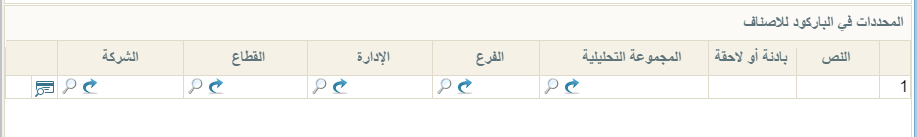 المحددات في الباركود للاصناف
النص بادئة أو لاحقة المجموعة التحليلية الفرع الإدارة القطاع الشركة
1